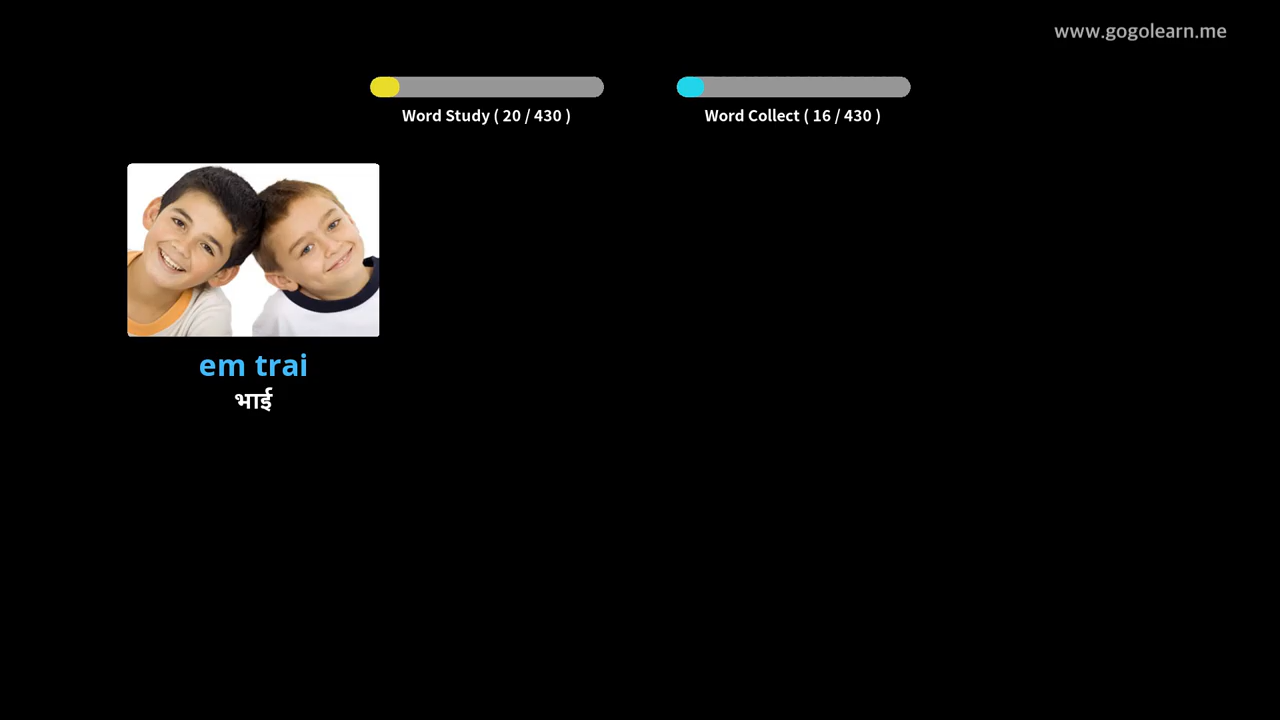 www.gogolearn.me
Word Study ( 20 / 430 )
Word Collect ( 16 / 430 )
em trai
भाई